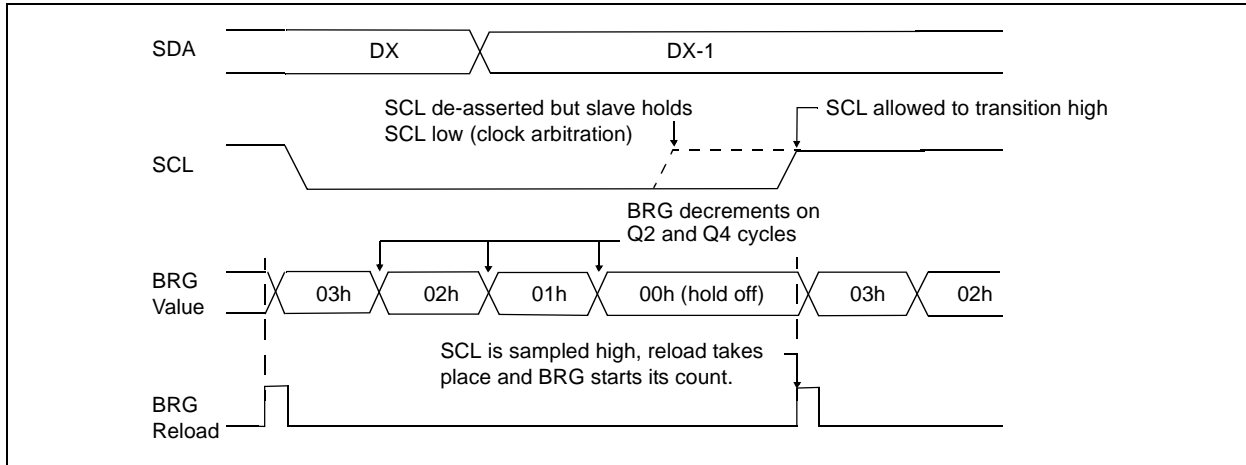 SDA
DX
DX-1
SCL de-asserted but slave holds
SCL low (clock arbitration)
SCL allowed to transition high
SCL
BRG decrements on
Q2 and Q4 cycles
BRG
Value
03h
02h
01h
00h (hold off)
03h
02h
SCL is sampled high, reload takes
place and BRG starts its count.
BRG
Reload